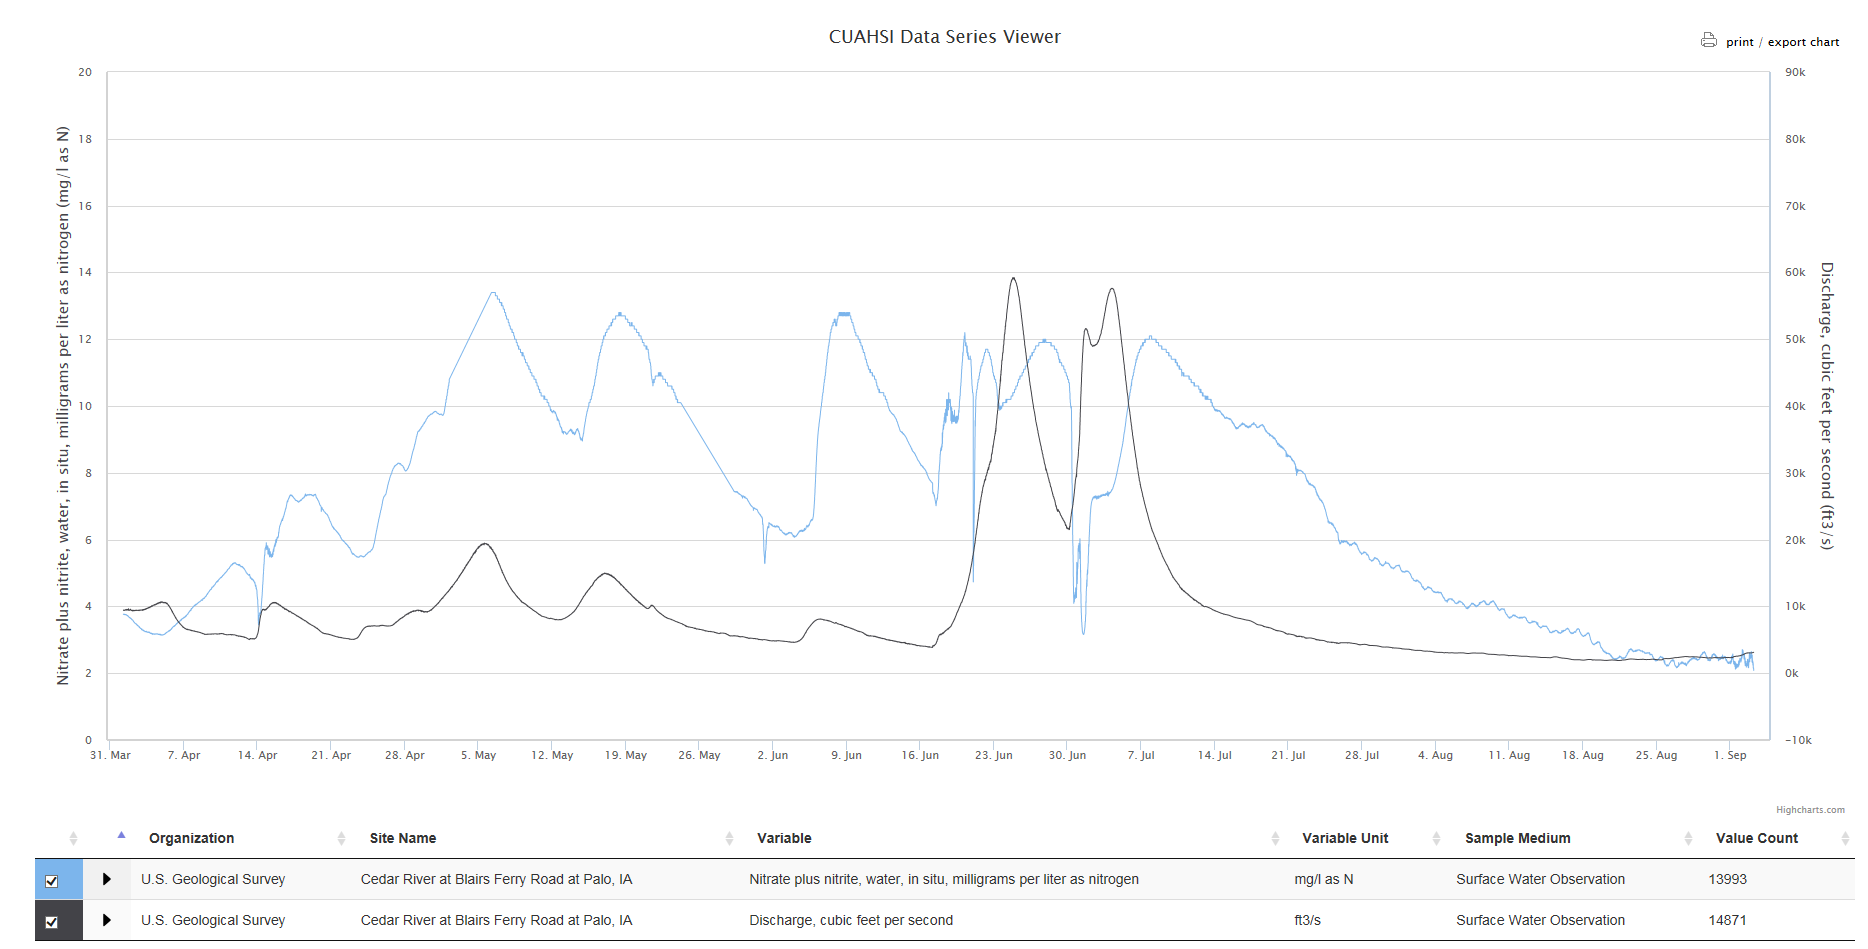 CUAHSI Data Series Viewer
print / export chart
20
18
16
14
12
10
8
6
4
2
0
Nitrate plus nitrite, water, in situ, milligrams per liter as nitrogen (mg/l as N)
90k
80k
70k
60k
50k
40k
30k
20k
10k
0k
-10k
Discharge, cubic feet per second (ft3/s)
31. Mar 7. Apr 14. Apr 21. Apr 28. Apr 5. May 12. May 19. May 26. May 2. Jun 9. Jun 16. Jun 23. Jun 30. Jun 7. Jul 14. Jul 21. Jul 28. Jul 4. Aug 11. Aug 18. Aug 25. Aug 1. Sep
Highcharts.com
Organization Site Name Variable Variable Unit Sample Medium Value Count
U.S. Geological Survey Cedar River at Blairs Ferry Road at Palo, IA Nitrate plus nitrite, water, in situ, milligrams per liter as nitrogen mg/l as N Surface Water Observation 13993
U.S. Geological Survey Cedar River at Blairs Ferry Road at Palo, IA Discharge, cubic feet per second ft3/s Surface Water Observation 14871